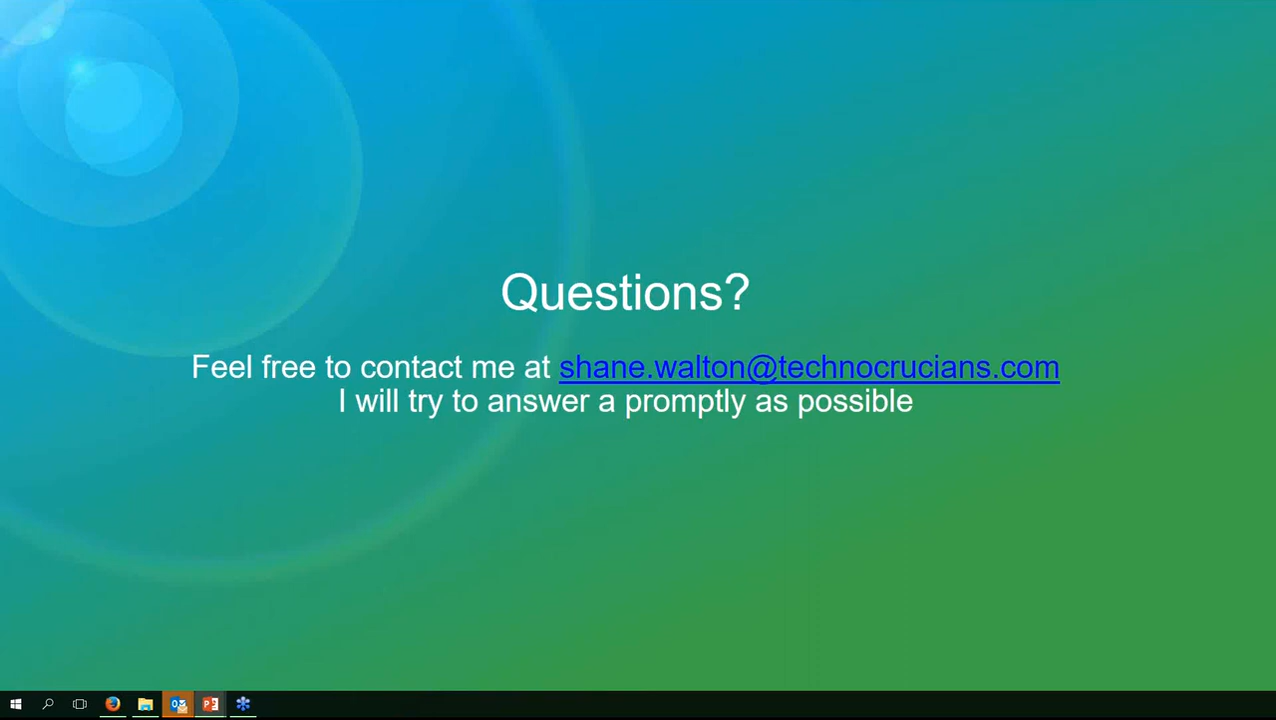 Questions?
Feel free to contact me at shane.walton@technocrucians.com
I will try to answer a promptly as possible